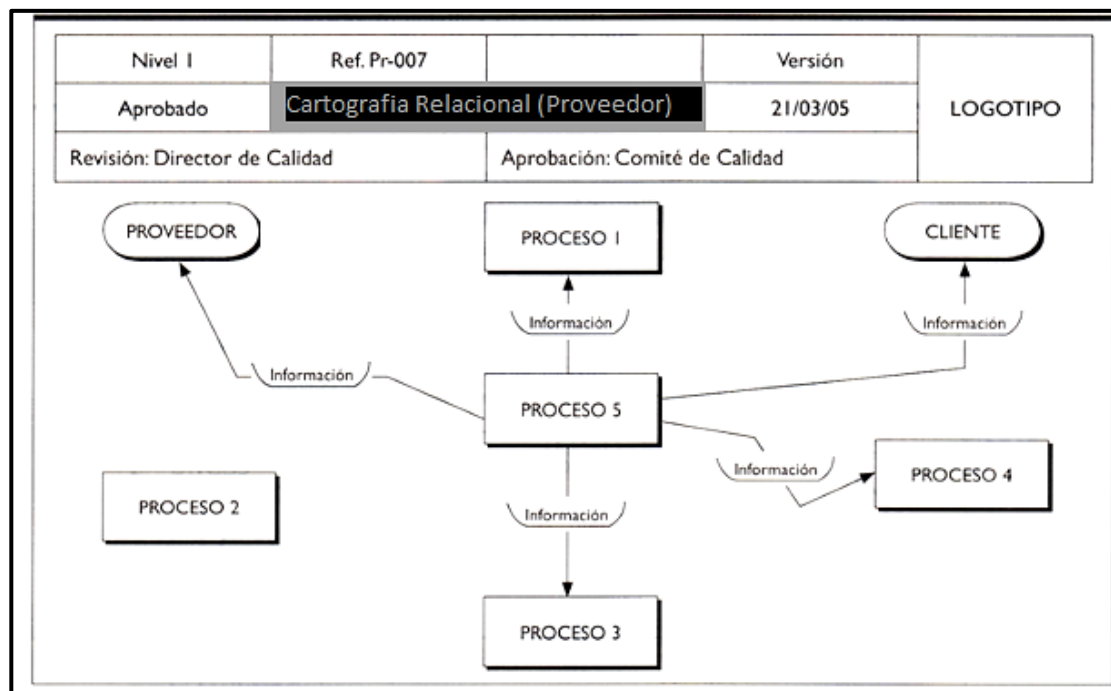 Nivel 1 Ref. Pr-007 Versión
Aprobado Cartografia Relacional (Proveedor) 21/03/05 LOGOTIPO
Revisión: Director de Calidad Aprobación: Comité de Calidad
PROVEEDOR PROCESO 1 CLIENTE
Información Información
Información
PROCESO 5
Información PROCESO 4
PROCESO 2 Información
PROCESO 3